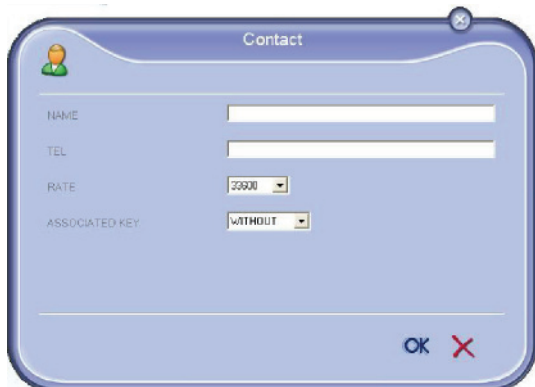 Contact
NAME
TEL
RATE 33600
ASSOCIATED KEY WITHOUT
OK